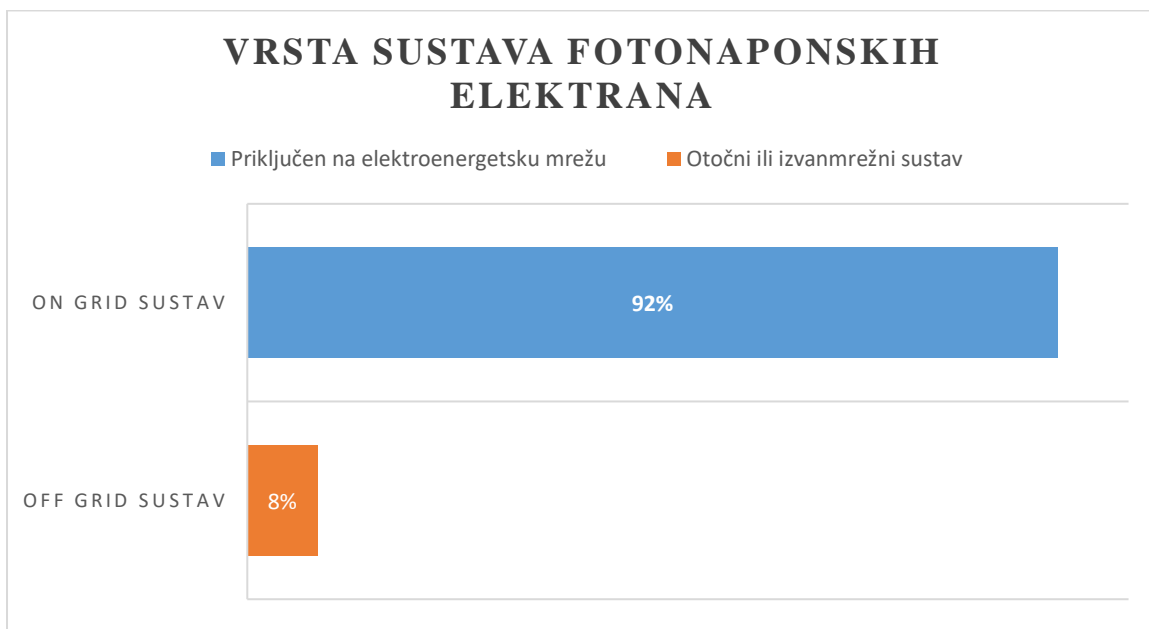 VRSTA SUSTAVA FOTONAPONSKIH
ELEKTRANA
Priključen na elektroenergetsku mrežu Otočni ili izvanmrežni sustav
ON GRID SUSTAV 92%
OFF GRID SUSTAV 8%